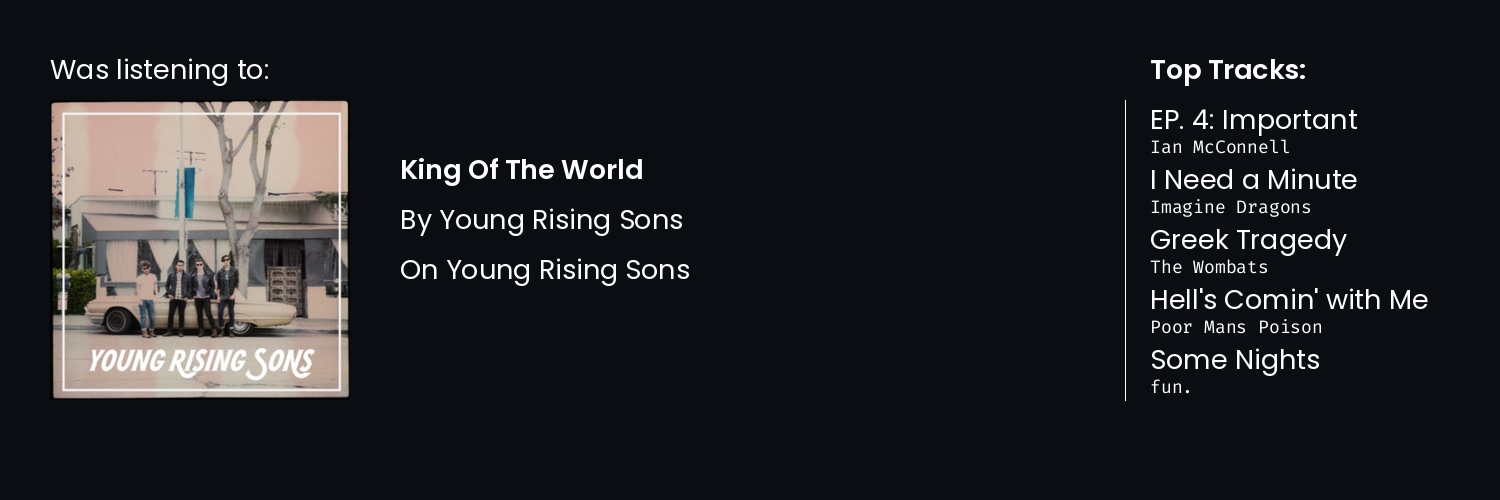 Was listening to:
YOUNG RISING SONS
King Of The World
By Young Rising Sons
On Young Rising Sons
Top Tracks:
EP. 4: Important
Ian McConnell
I Need a Minute
Imagine Dragons
Greek Tragedy
The Wombats
Hell's Comin' with Me
Poor Mans Poison
Some Nights
fun.